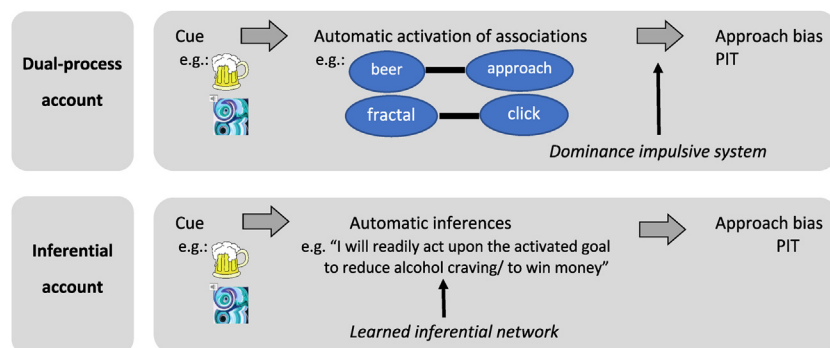 Dual-process
account
Cue
e.g.:
Automatic activation of associations
e.g.:
beer
approach
fractal
click
Approach bias
PIT
Dominance impulsive system
Inferential
account
Cue
e.g.:
Automatic inferences
e.g. “I will readily act upon the activated goal
to reduce alcohol craving/ to win money”
Approach bias
PIT
Learned inferential network